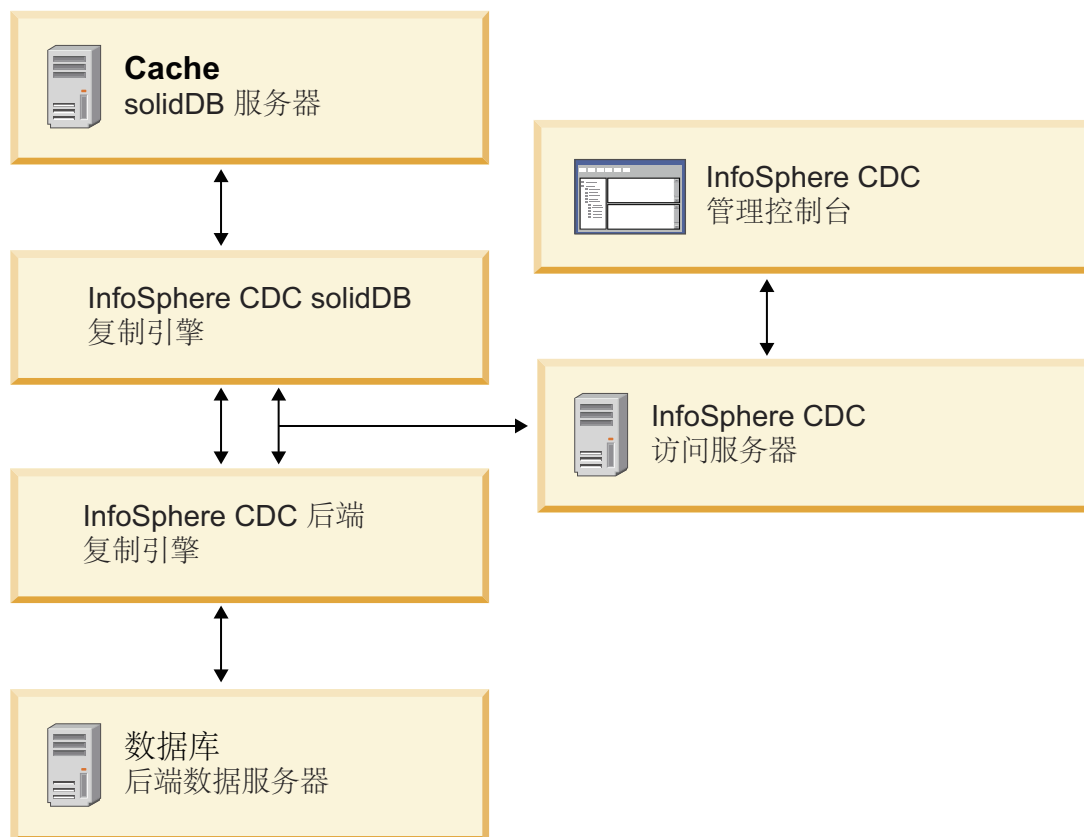 Cache
solidDB 服务器
InfoSphere CDC
管理控制台
InfoSphere CDC solidDB
复制引擎
InfoSphere CDC
访问服务器
InfoSphere CDC 后端
复制引擎
数据库
后端数据服务器